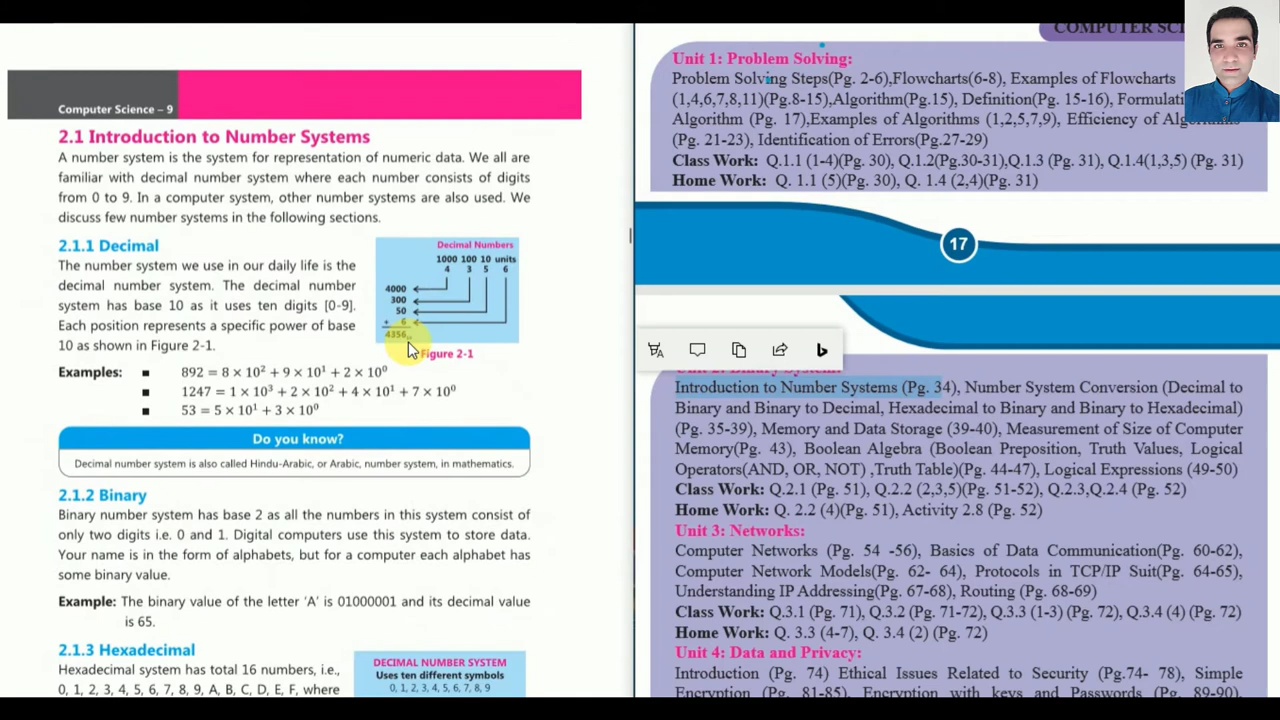 Computer Science – 9
2.1 Introduction to Number Systems
A number system is the system for representation of numeric data. We all are
familiar with decimal number system where each number consists of digits
from 0 to 9. In a computer system, other number systems are also used. We
discuss few number systems in the following sections.
2.1.1 Decimal
The number system we use in our daily life is the
decimal number system. The decimal number
system has base 10 as it uses ten digits [0-9].
Each position represents a specific power of base
10 as shown in Figure 2-1.
Decimal Numbers
1000 100 10 units
4 3 5 6
4000
300
50
+ 6
4356
Figure 2-1
Examples: ▪ 892 = 8 × 10² + 9 × 10¹ + 2 × 10⁰
▪ 1247 = 1 × 10³ + 2 × 10² + 4 × 10¹ + 7 × 10⁰
▪ 53 = 5 × 10¹ + 3 × 10⁰
Do you know?
Decimal number system is also called Hindu-Arabic, or Arabic, number system, in mathematics.
2.1.2 Binary
Binary number system has base 2 as all the numbers in this system consist of
only two digits i.e. 0 and 1. Digital computers use this system to store data.
Your name is in the form of alphabets, but for a computer each alphabet has
some binary value.
Example: The binary value of the letter ‘A’ is 01000001 and its decimal value
is 65.
2.1.3 Hexadecimal
Hexadecimal system has total 16 numbers, i.e.,
0, 1, 2, 3, 4, 5, 6, 7, 8, 9, A, B, C, D, E, F, where
DECIMAL NUMBER SYSTEM
Uses ten different symbols
0, 1, 2, 3, 4, 5, 6, 7, 8, 9
COMPUTER
Unit 1: Problem Solving:
Problem Solving Steps(Pg. 2-6),Flowcharts(6-8), Examples of Flowcharts
(1,4,6,7,8,11)(Pg.8-15),Algorithm(Pg.15), Definition(Pg. 15-16),
Algorithm (Pg. 17),Examples of Algorithms (1,2,5,7,9), Efficiency of Algorithms
(Pg. 21-23), Identification of Errors(Pg.27-29)
Class Work: Q.1.1 (1-4)(Pg. 30), Q.1.2(Pg.30-31),Q.1.3 (Pg. 31), Q.1.4(1,3,5) (Pg. 31)
Home Work: Q. 1.1 (5)(Pg. 30), Q. 1.4 (2,4)(Pg. 31)
17
Unit 2: Binary System:
Introduction to Number Systems (Pg. 34), Number System Conversion (Decimal to
Binary and Binary to Decimal, Hexadecimal to Binary and Binary to Hexadecimal)
(Pg. 35-39), Memory and Data Storage (39-40), Measurement of Size of Computer
Memory(Pg. 43), Boolean Algebra (Boolean Preposition, Truth Values, Logical
Operators(AND, OR, NOT) ,Truth Table)(Pg. 44-47), Logical Expressions (49-50)
Class Work: Q.2.1 (Pg. 51), Q.2.2 (2,3,5)(Pg. 51-52), Q.2.3,Q.2.4 (Pg. 52)
Home Work: Q. 2.2 (4)(Pg. 51), Activity 2.8 (Pg. 52)
Unit 3: Networks:
Computer Networks (Pg. 54 -56), Basics of Data Communication(Pg. 60-62),
Computer Network Models(Pg. 62- 64), Protocols in TCP/IP Suit(Pg. 64-65),
Understanding IP Addressing(Pg. 67-68), Routing (Pg. 68-69)
Class Work: Q.3.1 (Pg. 71), Q.3.2 (Pg. 71-72), Q.3.3 (1-3) (Pg. 72), Q.3.4 (4) (Pg. 72)
Home Work: Q. 3.3 (4-7), Q. 3.4 (2) (Pg. 72)
Unit 4: Data and Privacy:
Introduction (Pg. 74) Ethical Issues Related to Security (Pg.74- 78), Simple
Encryption (Pg. 81-85), Encryption with keys and Passwords (Pg. 89-90),